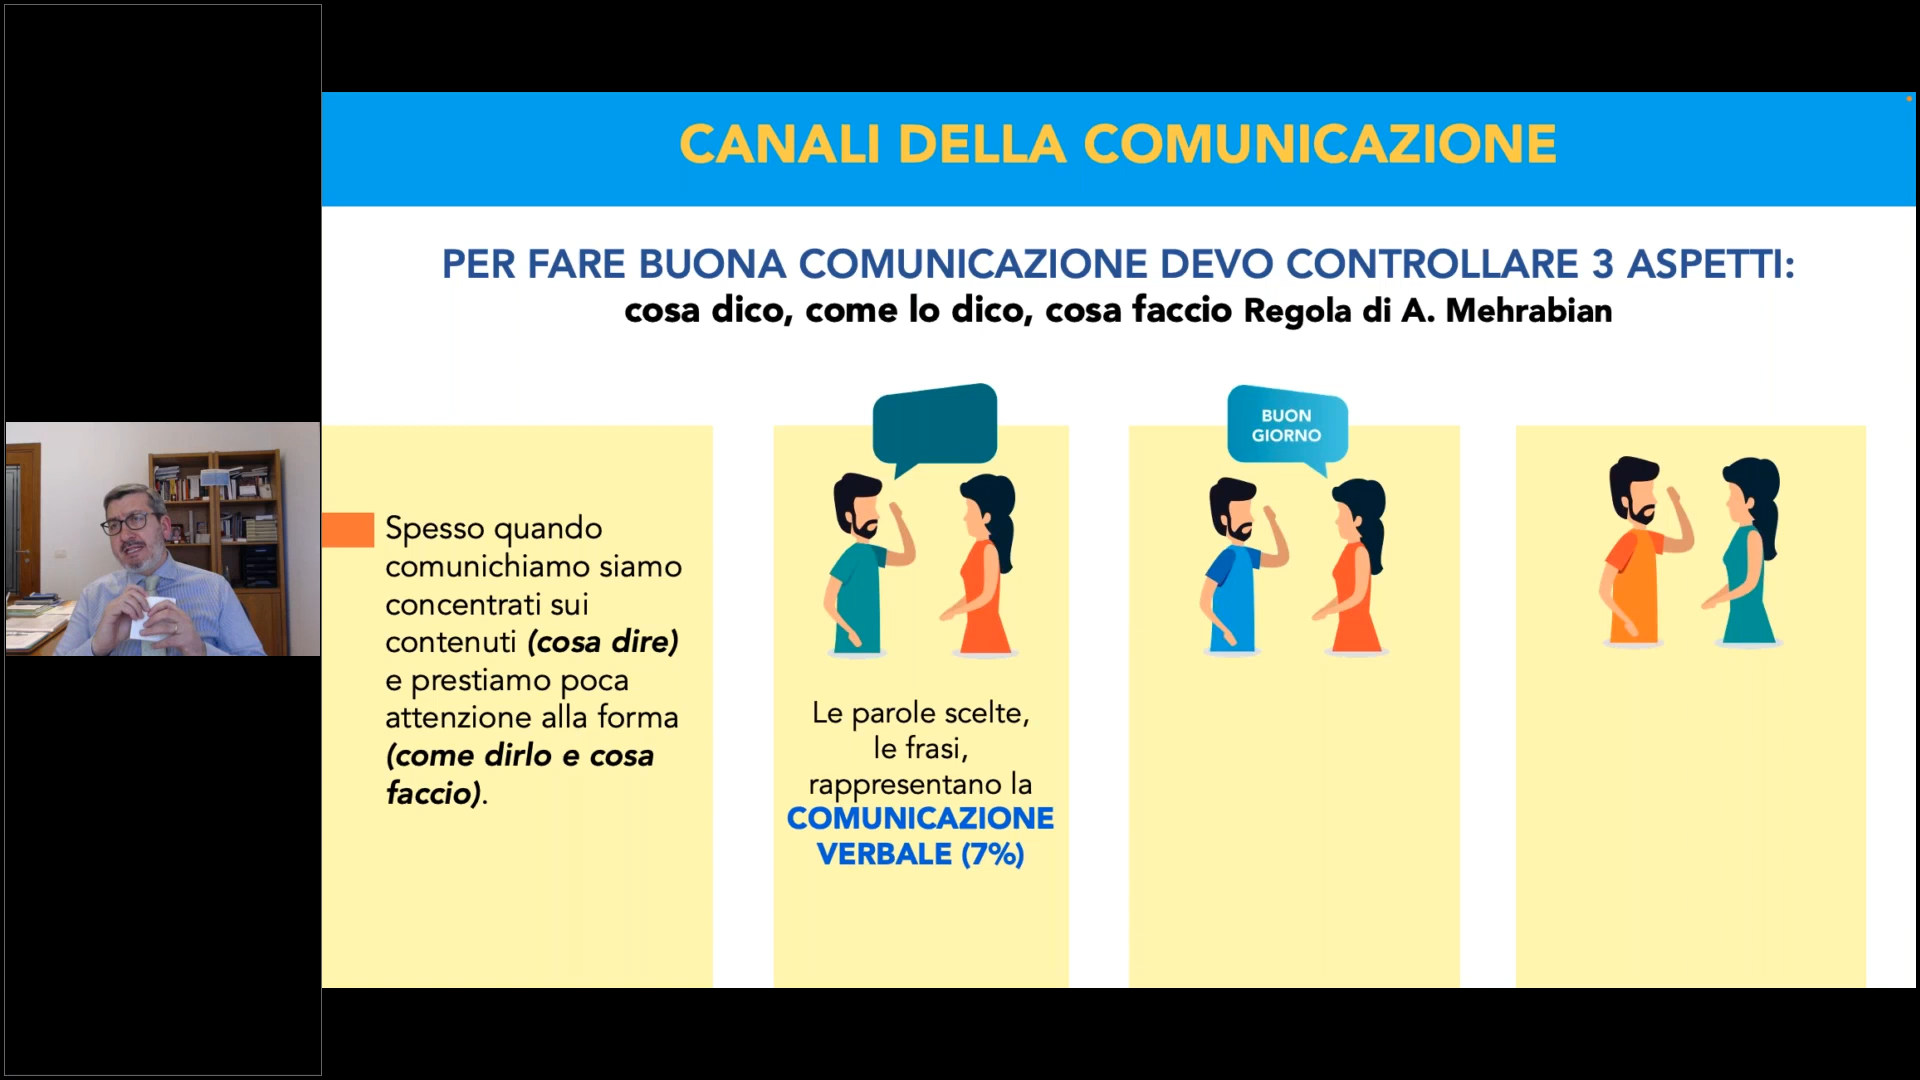 CANALI DELLA COMUNICAZIONE
PER FARE BUONA COMUNICAZIONE DEVO CONTROLLARE 3 ASPETTI:
cosa dico, come lo dico, cosa faccio Regola di A. Mehrabian
Spesso quando
comunichiamo siamo
concentrati sui
contenuti (cosa dire)
e prestiamo poca
attenzione alla forma
(come dirlo e cosa
faccio).
Le parole scelte,
le frasi,
rappresentano la
COMUNICAZIONE
VERBALE (7%)
BUON
GIORNO